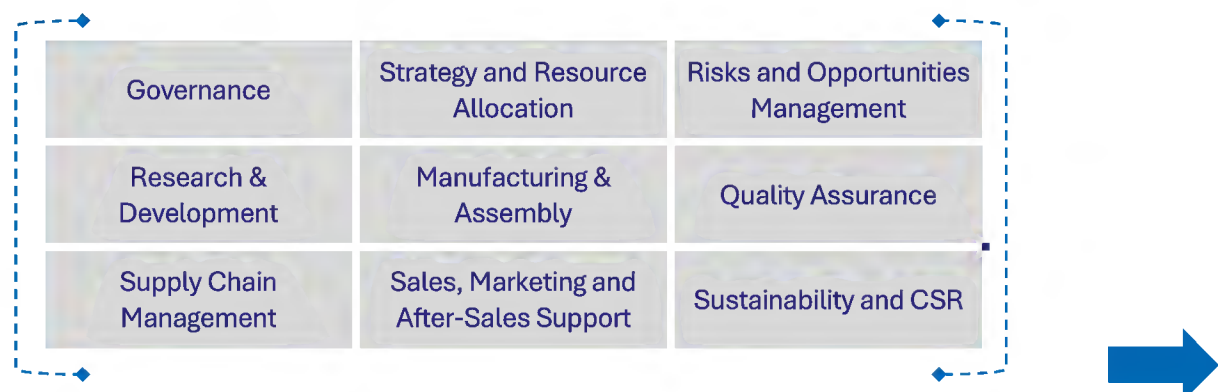 Governance
Strategy and Resource
Allocation
Risks and Opportunities
Management
Research &
Development
Manufacturing &
Assembly
Quality Assurance
Supply Chain
Management
Sales, Marketing and
After-Sales Support
Sustainability and CSR